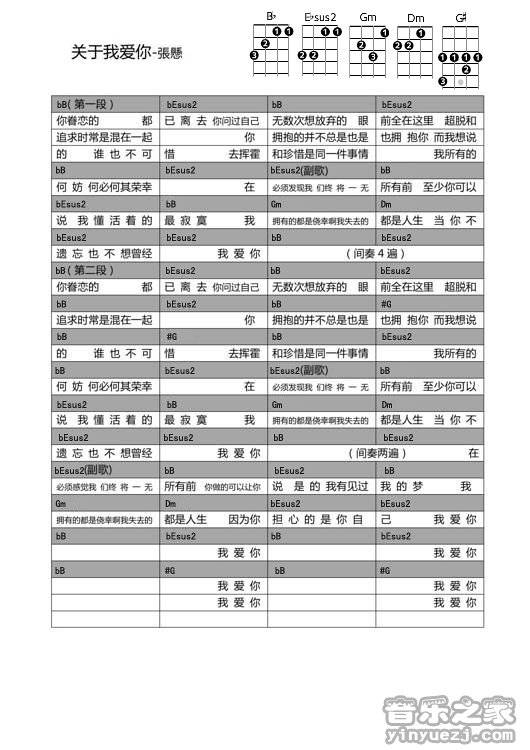 B♭ E♭sus2 Gm Dm G#
关于我爱你-張懸
bB(第一段) bEsus2 bB bEsus2
你眷恋的 都 已 离 去 你问过自己 无数次想放弃的 眼 前全在这里 超脱和
追求时常是混在一起 你 拥抱的并不总是也是 也拥 抱你 而我想说
的 谁 也 不 可 惜 去挥霍 和珍惜是同一件事情 我所有的
bB bEsus2 bEsus2(副歌) bB
何 妨 何必何其荣幸 在 必须发现我 们 终 将 一 无 所有前 至少你可以
bEsus2 bB Gm Dm
说 我 懂 活 着 的 最 寂 寞 我 拥有的都是侥幸啊我失去的 都是人生 当 你 不
bEsus2 bEsus2 bB bEsus2
遗 忘 也 不 想曾经 我 爱 你 (间奏4遍)
bB(第二段) bEsus2 bB bEsus2
你眷恋的 都 已 离 去 你问过自己 无数次想放弃的 眼 前全在这里 超脱和
bB bEsus2 bB #G
追求时常是混在一起 你 拥抱的并不总是也是 也拥 抱你 而我想说
bB #G bB bEsus2
的 谁 也 不 可 惜 去挥霍 和珍惜是同一件事情 我所有的
bB bEsus2 bEsus2(副歌) bB
何 妨 何必何其荣幸 在 必须发现我 们 终 将 一 无 所有前 至少你可以
bEsus2 bB Gm Dm
说 我 懂 活 着 的 最 寂 寞 我 拥有的都是侥幸啊我失去的 都是人生 当 你 不
bEsus2 bEsus2 bB bEsus2
遗 忘 也 不 想曾经 我 爱 你 (间奏两遍) 在
bEsus2(副歌) bB bEsus2 bB
必须感觉我 们 终 将 一 无 所有前 你做的可以让你 说 是 的 我有见过 我 的 梦 我
Gm Dm bEsus2 bEsus2
拥有的都是侥幸啊我失去的 都是人生 因为你 担 心 的 是 你 自 己 我 爱 你
bB bEsus2 bB bEsus2
我 爱 你 我 爱 你
bB #G bB #G
我 爱 你 我 爱 你
我 爱 你 我 爱 你
音乐之家
yinyuezj.com